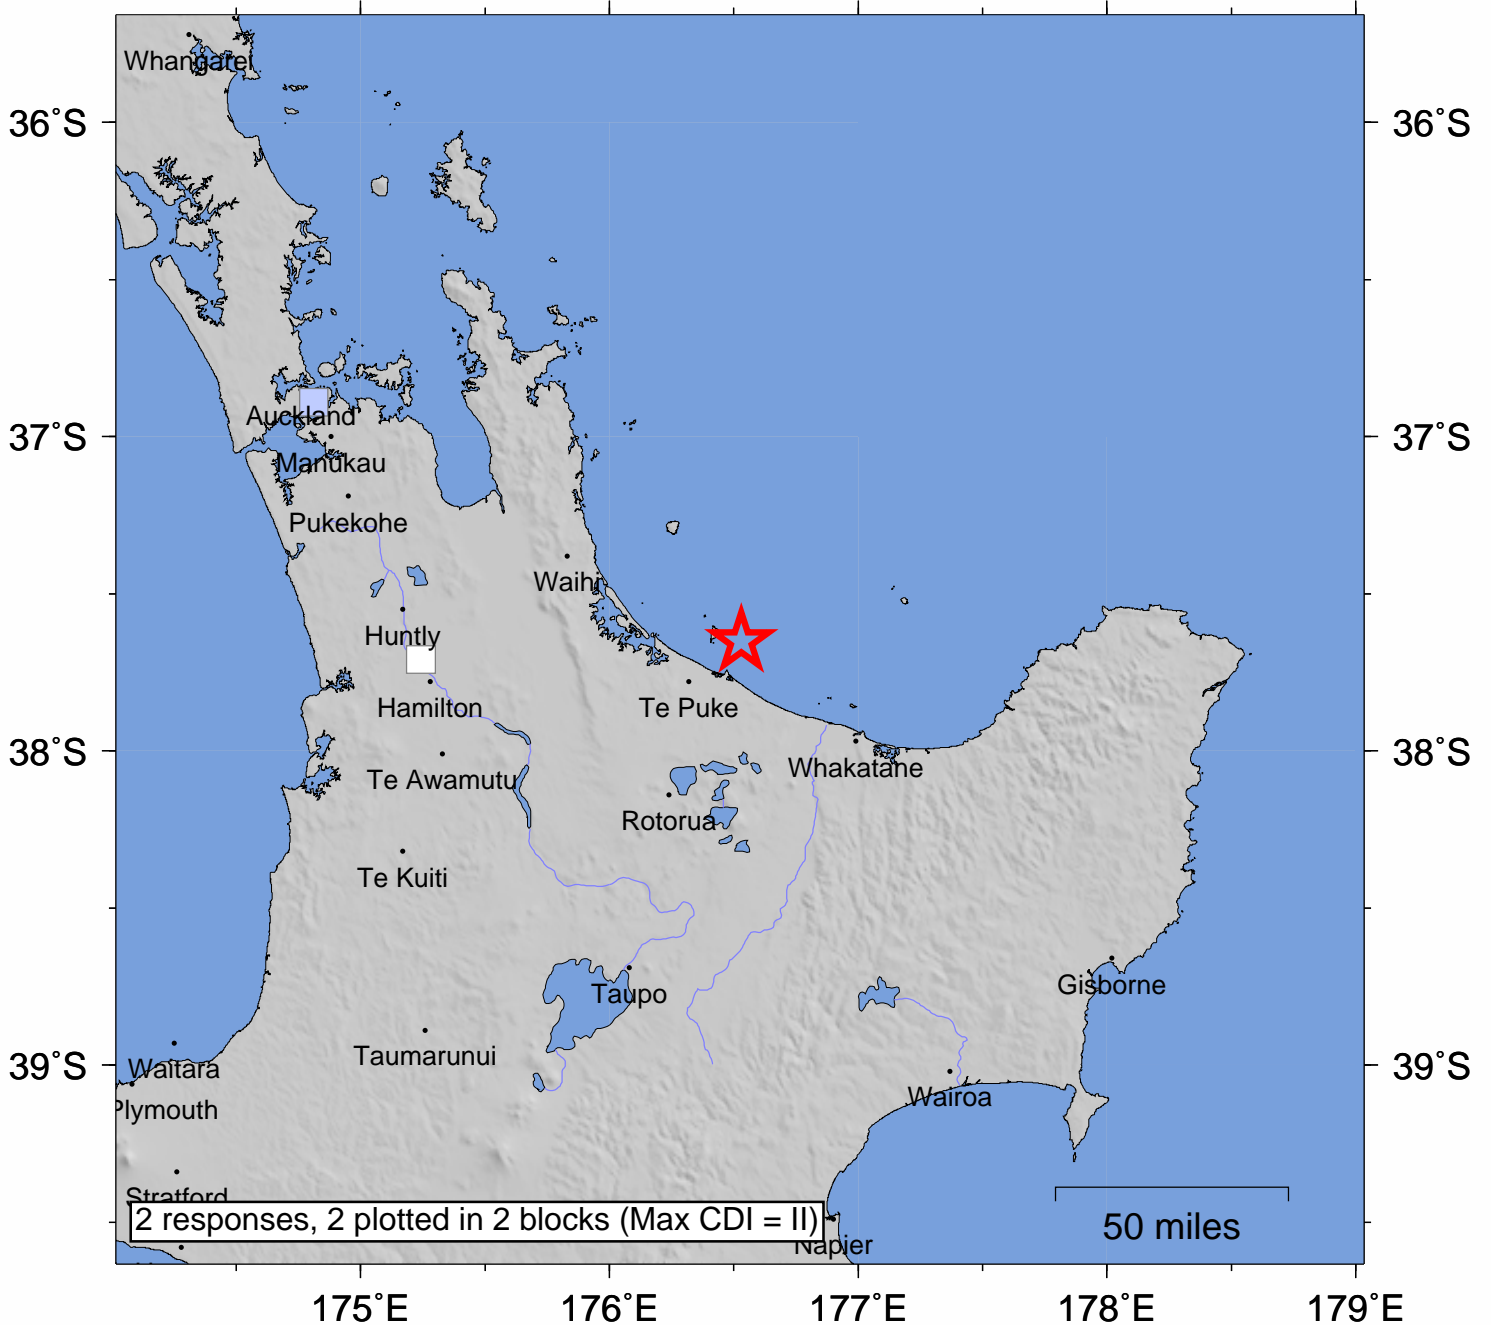 Whangarei
36˚S
36˚S
Auckland
37˚S
37˚S
Manukau
Pukekohe
Waihi
Huntly
Hamilton
Te Puke
38˚S
38˚S
Whakatane
Te Awamutu
Rotorua
Te Kuiti
Taupo
Gisborne
Taumarunui
39˚S
39˚S
Waitara
Wairoa
Plymouth
Stratford
2 responses, 2 plotted in 2 blocks (Max CDI = II)
50 miles
Napier
175˚E
176˚E
177˚E
178˚E
179˚E